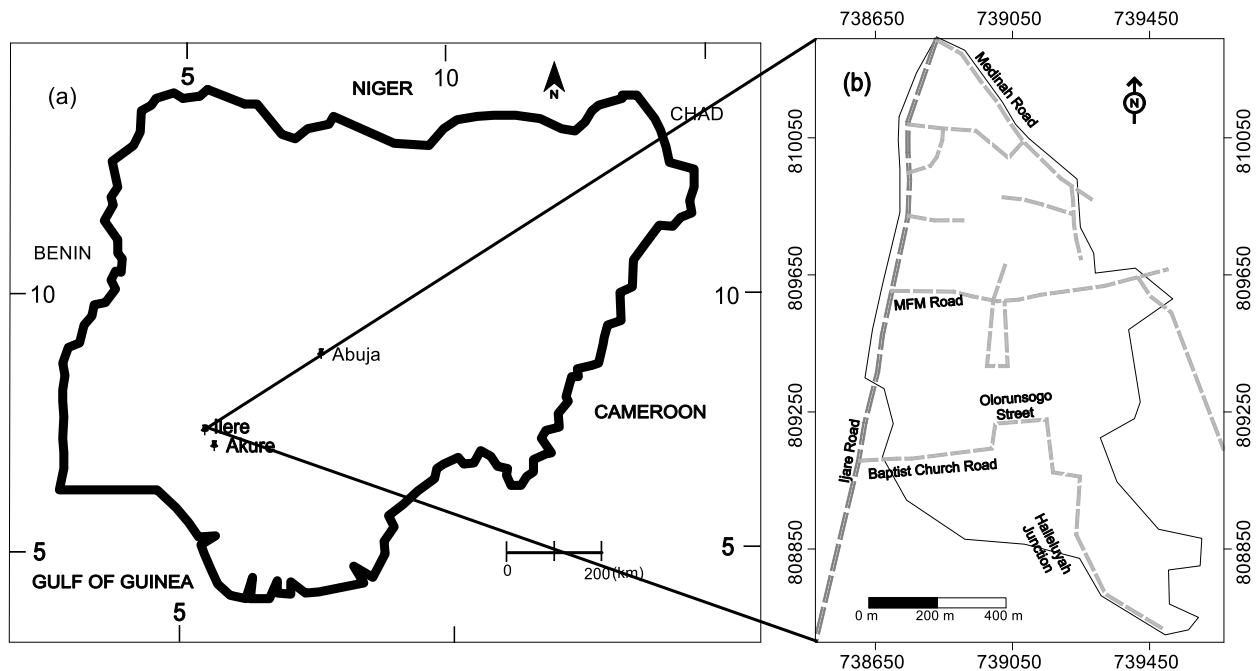 738650
739050
739450
5
10
(a)
NIGER
N
CHAD
BENIN
10
10
Abuja
Ilere
Akure
CAMEROON
5
5
0
200(km)
GULF OF GUINEA
5
(b)
Medinah Road
N
810050
810050
809650
809650
MFM Road
809250
809250
Olorunsogo
Street
Ijare Road
Baptist Church Road
Halleluyah
Junction
808850
808850
0 m
200 m
400 m
738650
739050
739450